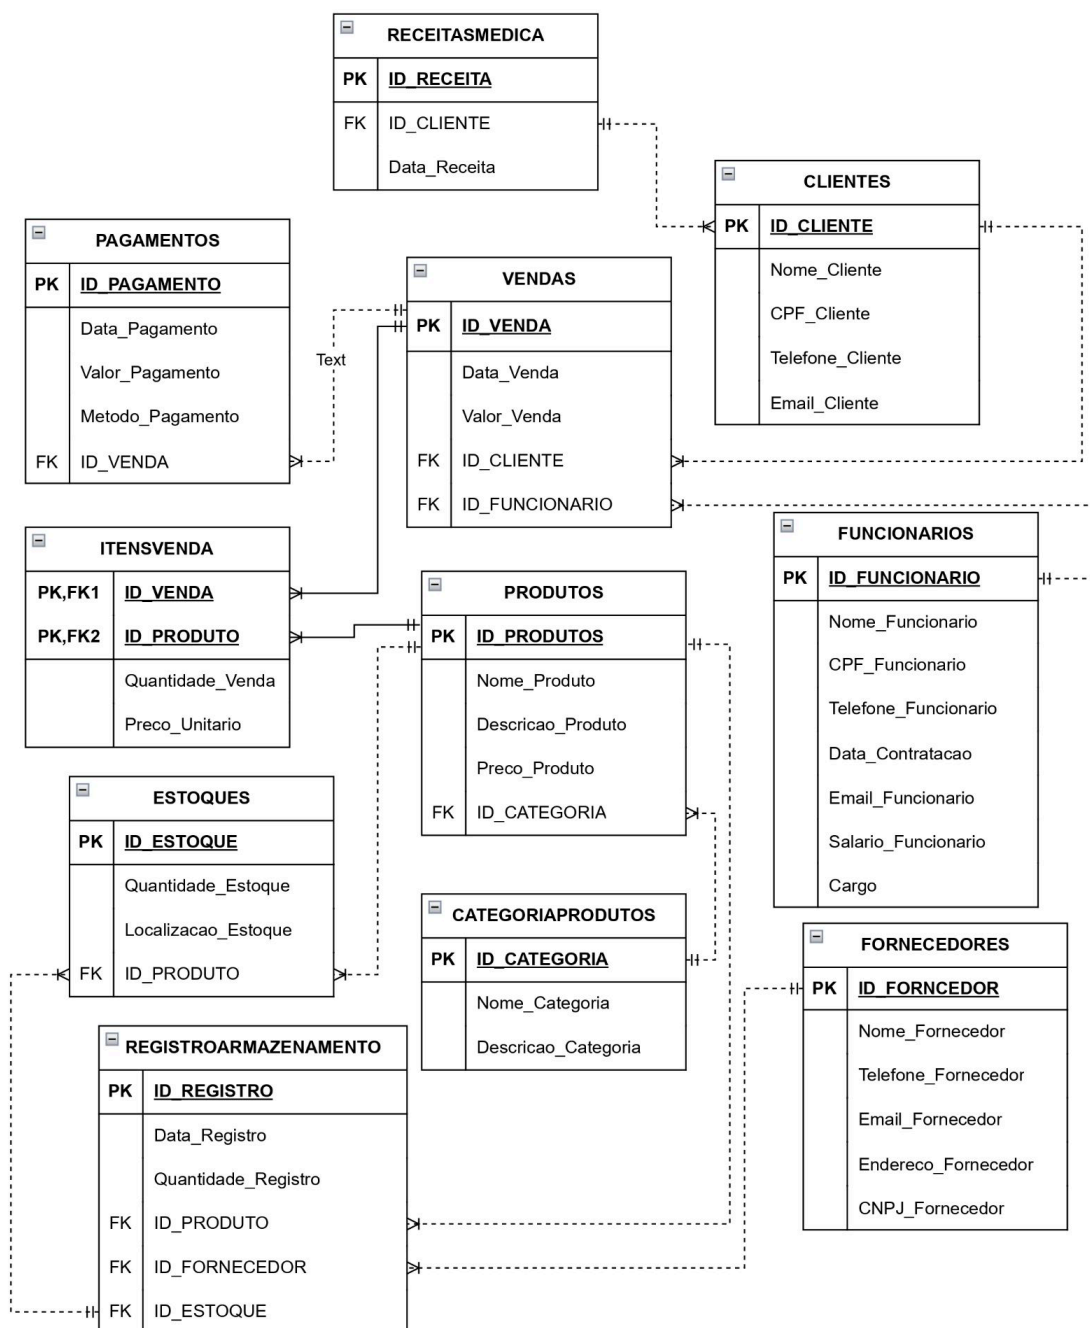 RECEITASMEDICA
PK ID_RECEITA
FK ID_CLIENTE
Data_Receita
CLIENTES
PK ID_CLIENTE
Nome_Cliente
CPF_Cliente
Telefone_Cliente
Email_Cliente
PAGAMENTOS
PK ID_PAGAMENTO
Data_Pagamento
Valor_Pagamento
Metodo_Pagamento
FK ID_VENDA
Text
VENDAS
PK ID_VENDA
Data_Venda
Valor_Venda
FK ID_CLIENTE
FK ID_FUNCIONARIO
ITENSVENDA
PK,FK1 ID_VENDA
PK,FK2 ID_PRODUTO
Quantidade_Venda
Preco_Unitario
PRODUTOS
PK ID_PRODUTOS
Nome_Produto
Descricao_Produto
Preco_Produto
FK ID_CATEGORIA
FUNCIONARIOS
PK ID_FUNCIONARIO
Nome_Funcionario
CPF_Funcionario
Telefone_Funcionario
Data_Contratacao
Email_Funcionario
Salario_Funcionario
Cargo
ESTOQUES
PK ID_ESTOQUE
Quantidade_Estoque
Localizacao_Estoque
FK ID_PRODUTO
CATEGORIAPRODUTOS
PK ID_CATEGORIA
Nome_Categoria
Descricao_Categoria
FORNECEDORES
PK ID_FORNCEDOR
Nome_Fornecedor
Telefone_Fornecedor
Email_Fornecedor
Endereco_Fornecedor
CNPJ_Fornecedor
REGISTROARMAZENAMENTO
PK ID_REGISTRO
Data_Registro
Quantidade_Registro
FK ID_PRODUTO
FK ID_FORNECEDOR
FK ID_ESTOQUE